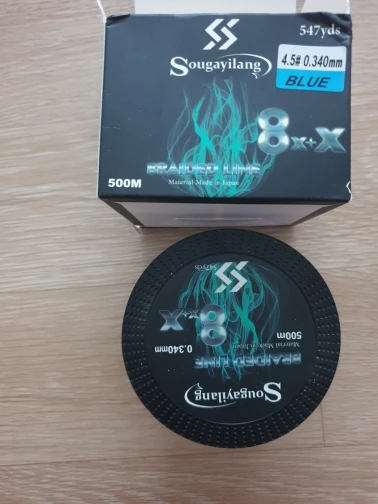 547yds
Sougayilang
4.5# 0.340mm
BLUE
8x+X
BRAIDED LINE
Material Made in Japan
500M
Sougayilang
BRAIDED LINE
Material Made in Japan
500m
0.340mm
8x+X
547yds